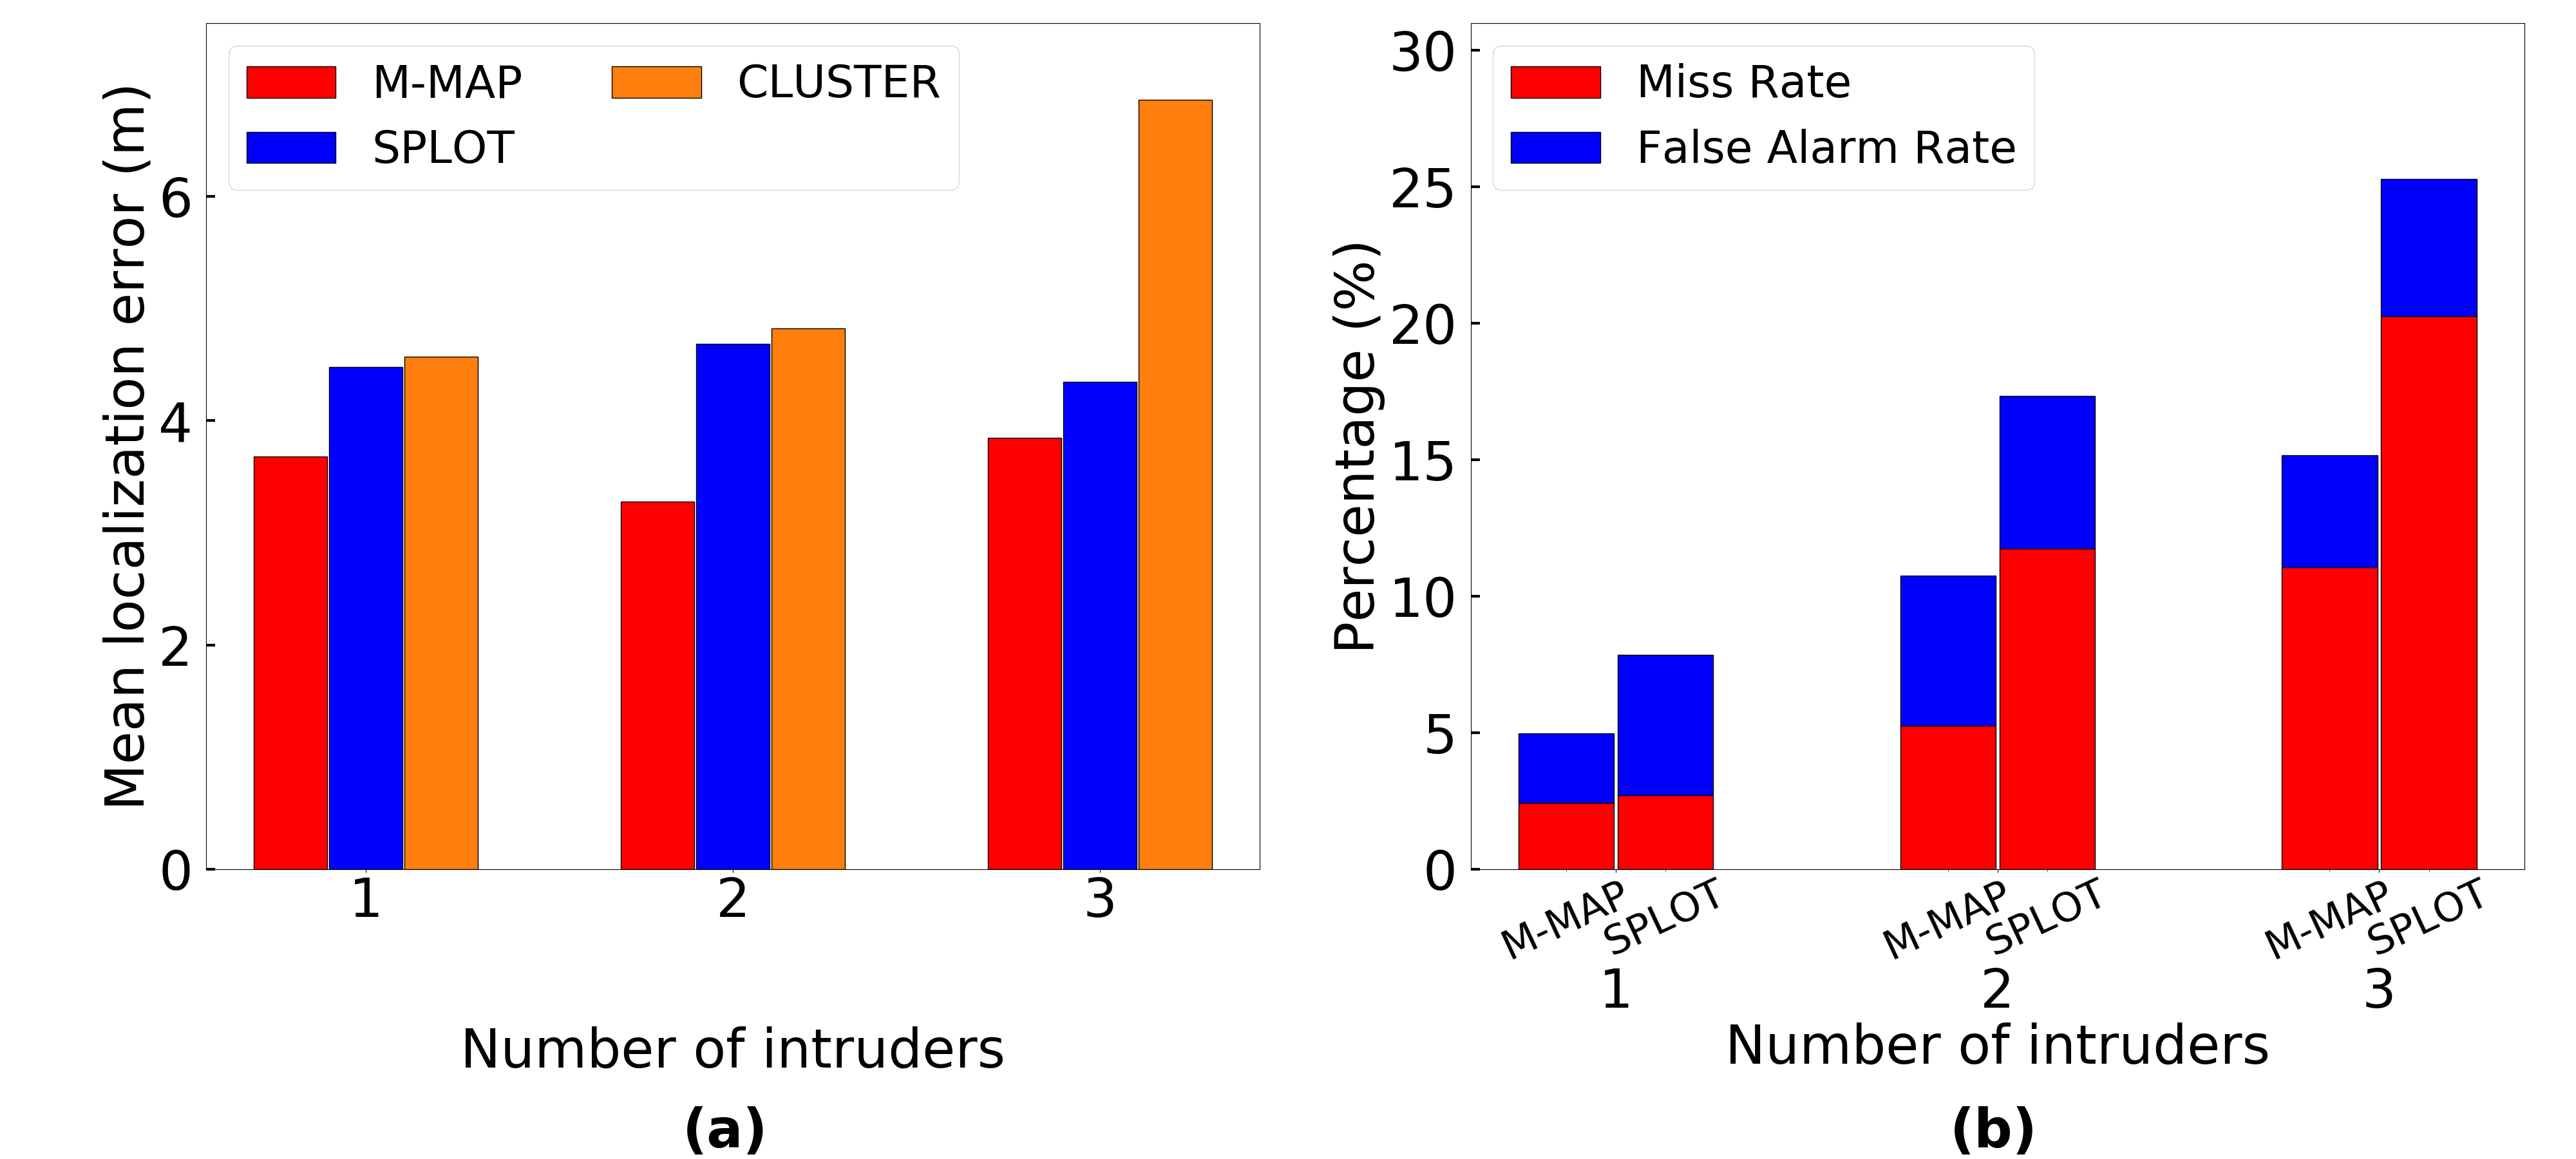 Mean localization error (m)
6
4
2
0
M-MAP
SPLOT
CLUSTER
1 2 3
Number of intruders
(a)
Percentage (%)
30
25
20
15
10
5
0
Miss Rate
False Alarm Rate
M-MAP SPLOT M-MAP SPLOT M-MAP SPLOT
1 2 3
Number of intruders
(b)